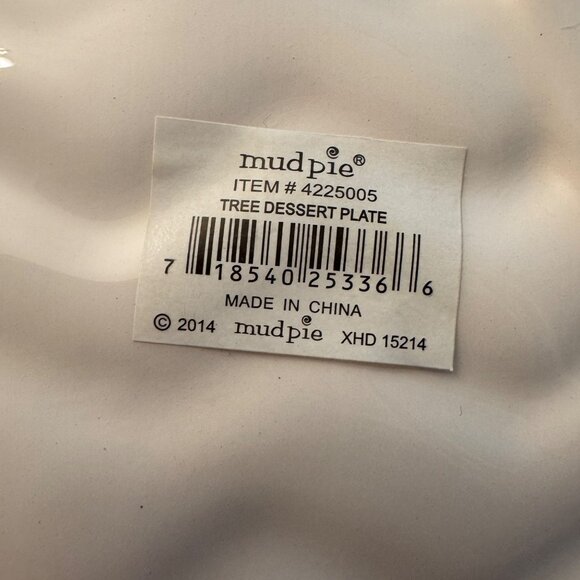 mudpie®
ITEM # 4225005
TREE DESSERT PLATE
7 18540 25336 6
MADE IN CHINA
© 2014 mudpie XHD 15214